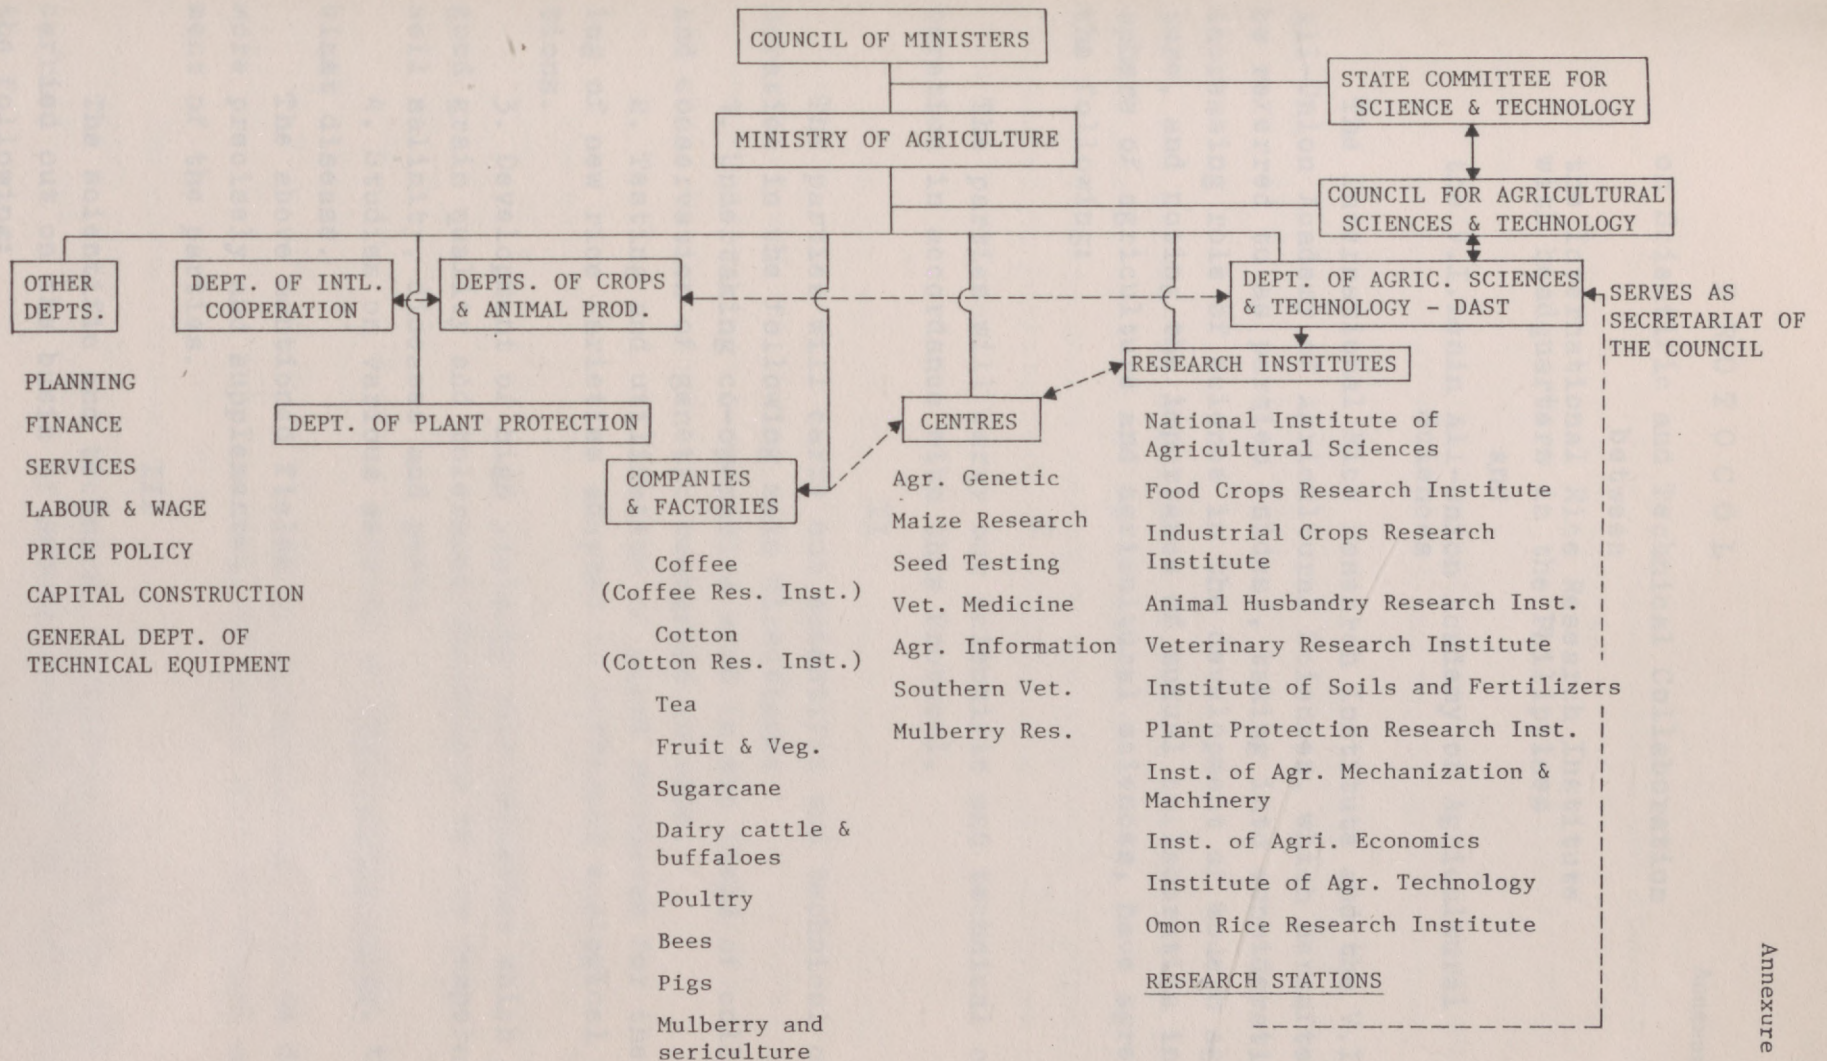 COUNCIL OF MINISTERS
STATE COMMITTEE FOR
SCIENCE & TECHNOLOGY
MINISTRY OF AGRICULTURE
COUNCIL FOR AGRICULTURAL
SCIENCES & TECHNOLOGY
OTHER
DEPTS.
DEPT. OF INTL.
COOPERATION
DEPTS. OF CROPS
& ANIMAL PROD.
DEPT. OF AGRIC. SCIENCES
& TECHNOLOGY - DAST
SERVES AS
SECRETARIAT OF
THE COUNCIL
PLANNING
FINANCE
SERVICES
LABOUR & WAGE
PRICE POLICY
CAPITAL CONSTRUCTION
GENERAL DEPT. OF
TECHNICAL EQUIPMENT
DEPT. OF PLANT PROTECTION
COMPANIES
& FACTORIES
Coffee
(Coffee Res. Inst.)
Cotton
(Cotton Res. Inst.)
Tea
Fruit & Veg.
Sugarcane
Dairy cattle &
buffaloes
Poultry
Bees
Pigs
Mulberry and
sericulture
CENTRES
Agr. Genetic
Maize Research
Seed Testing
Vet. Medicine
Agr. Information
Southern Vet.
Mulberry Res.
RESEARCH INSTITUTES
National Institute of
Agricultural Sciences
Food Crops Research Institute
Industrial Crops Research
Institute
Animal Husbandry Research Inst.
Veterinary Research Institute
Institute of Soils and Fertilizers
Plant Protection Research Inst.
Inst. of Agr. Mechanization &
Machinery
Inst. of Agri. Economics
Institute of Agr. Technology
Omon Rice Research Institute
RESEARCH STATIONS
Annexure